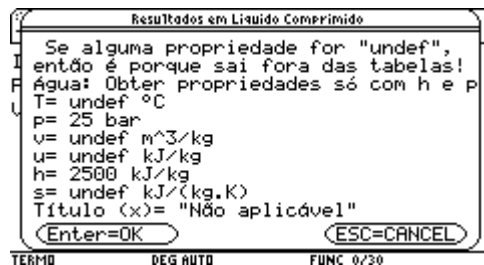 Resultados em Líquido Comprimido
Se alguma propriedade for "undef",
então é porque sai fora das tabelas!
Água: Obter propriedades só com h e p
T= undef ºC
p= 25 bar
v= undef m^3/kg
u= undef kJ/kg
h= 2500 kJ/kg
s= undef kJ/(kg.K)
Título (x)= "Não aplicável"
Enter=OK ESC=CANCEL
TERMO DEG AUTO FUNC 0/30